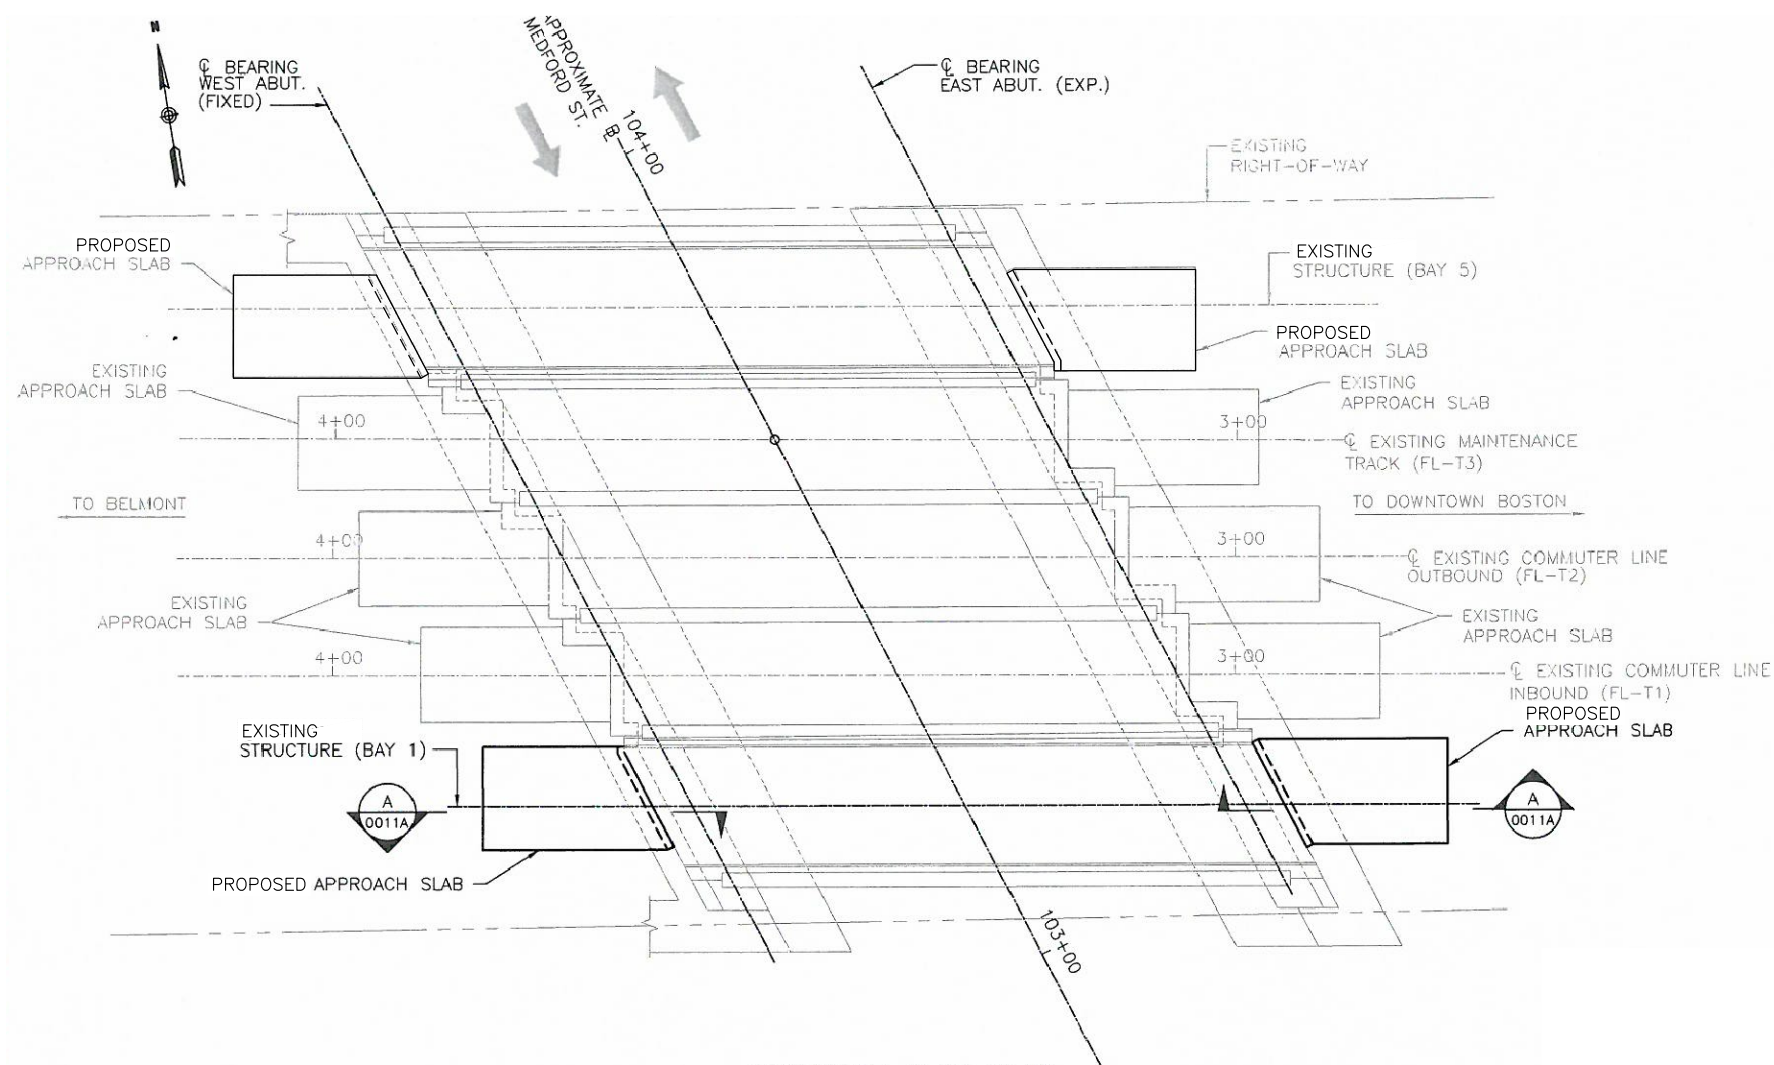 N
℄ BEARING
WEST ABUT.
(FIXED)
APPROXIMATE ℄
MEDFORD ST.
104+00
℄ BEARING
EAST ABUT. (EXP.)
EXISTING
RIGHT-OF-WAY
PROPOSED
APPROACH SLAB
EXISTING
STRUCTURE (BAY 5)
PROPOSED
APPROACH SLAB
EXISTING
APPROACH SLAB
EXISTING
APPROACH SLAB
4+00
3+00
℄ EXISTING MAINTENANCE
TRACK (FL-T3)
TO BELMONT
TO DOWNTOWN BOSTON
4+00
3+00
℄ EXISTING COMMUTER LINE
OUTBOUND (FL-T2)
EXISTING
APPROACH SLAB
EXISTING
APPROACH SLAB
4+00
3+00
℄ EXISTING COMMUTER LINE
INBOUND (FL-T1)
PROPOSED
APPROACH SLAB
EXISTING
STRUCTURE (BAY 1)
A
0011A
A
0011A
PROPOSED APPROACH SLAB
103+00